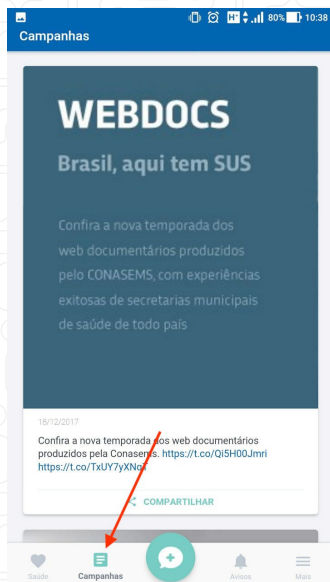 80% 10:38
Campanhas
WEBDOCS
Brasil, aqui tem SUS
Confira a nova temporada dos
web documentários produzidos
pelo CONASEMS, com experiências
exitosas de secretarias municipais
de saúde de todo país
18/12/2017
Confira a nova temporada dos web documentários
produzidos pela Conasems. https://t.co/Qi5H00Jmri
https://t.co/TxUY7yXNqT
COMPARTILHAR
Saúde Campanhas Avisos Mais